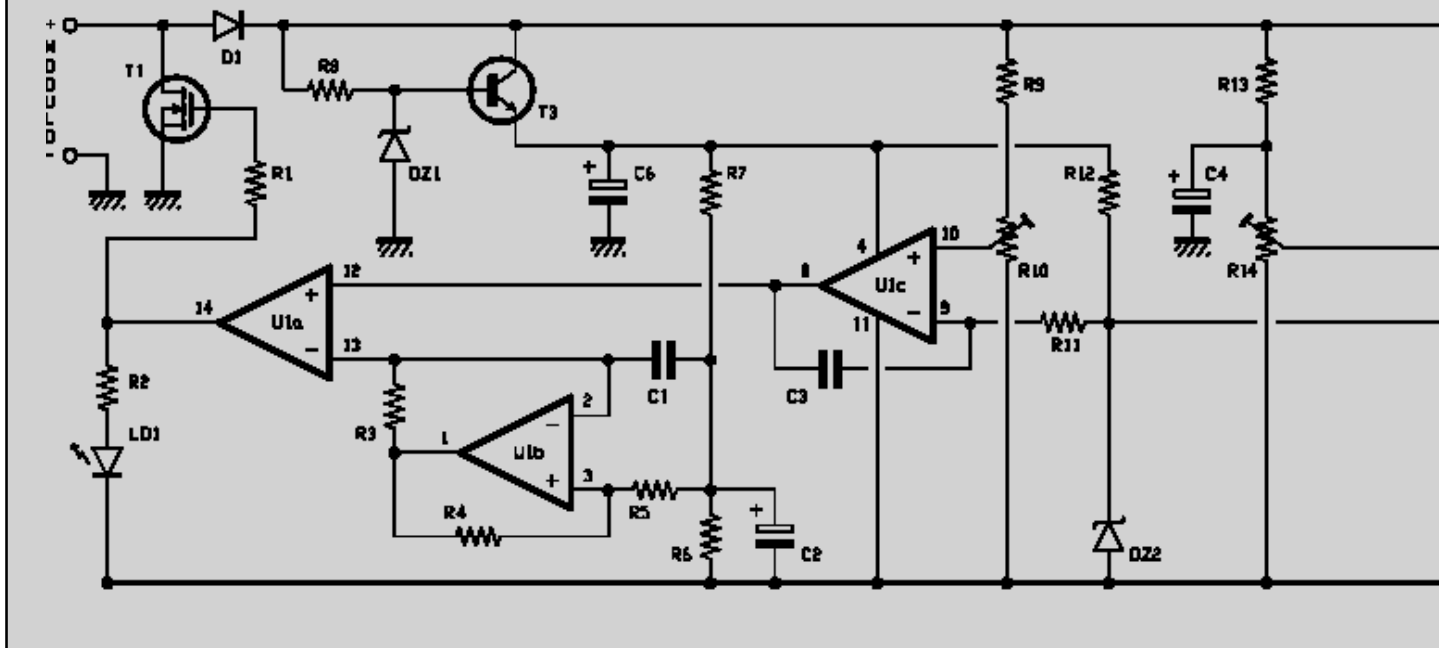 +
D1
T1
R8
T3
R9
R13
R1
DZ1
+
C6
R7
R12
+
C4
4
10
+
R10
R14
12
8
U1c
14
+
U1a
11
-
9
R11
-
13
R2
C1
C3
R3
2
-
LD1
1
U1b
3
+
R4
R5
+
R6
C2
DZ2